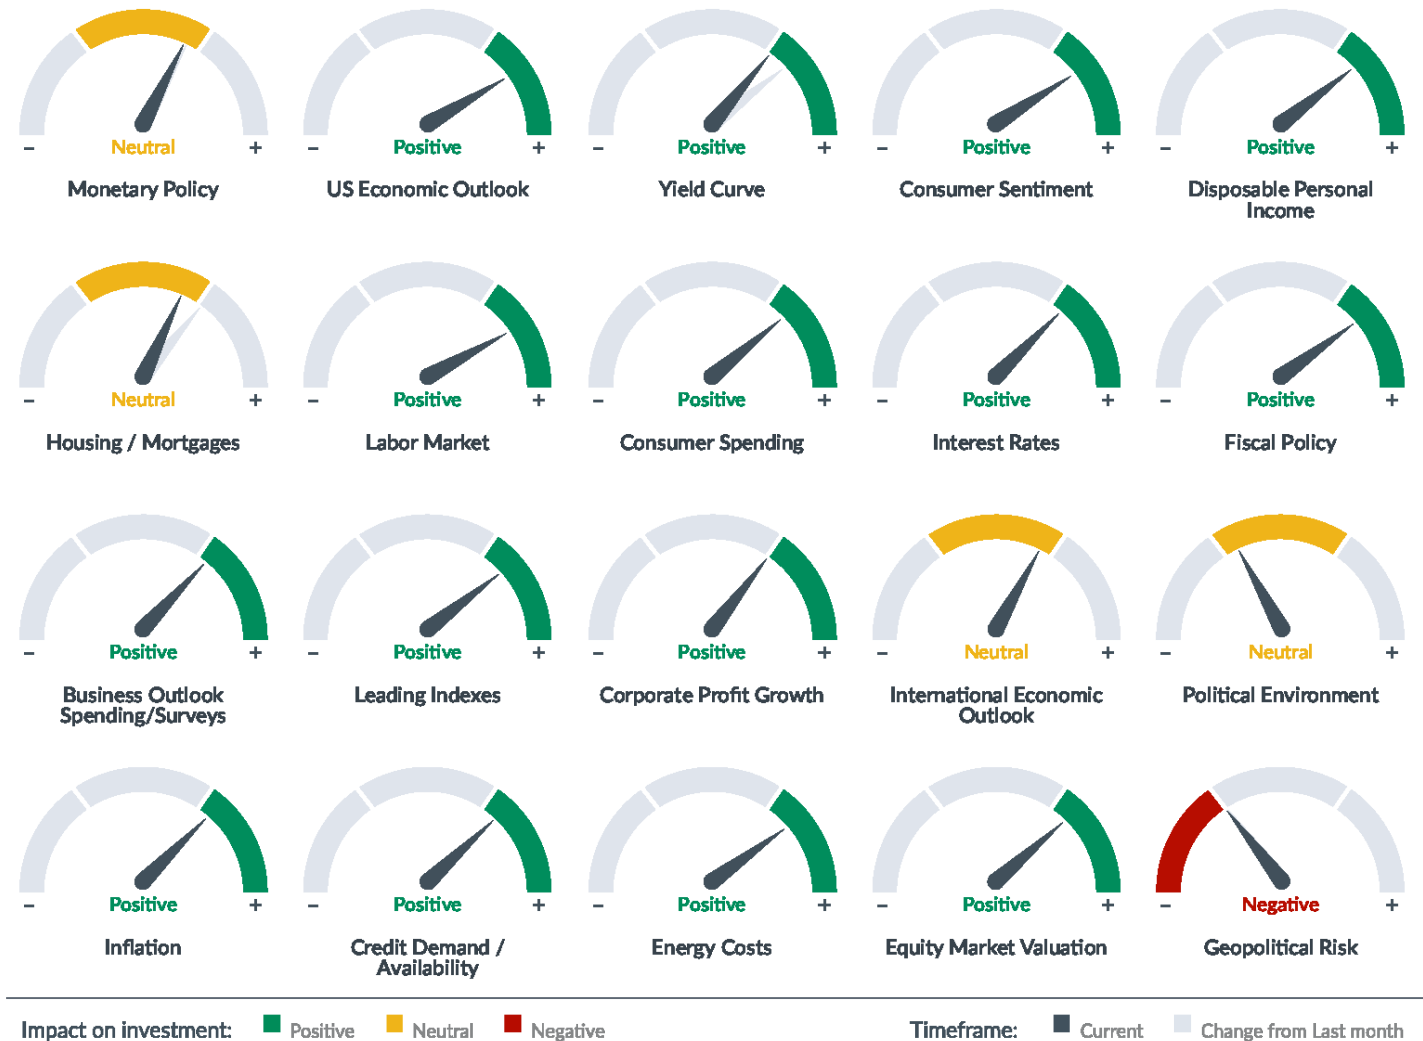 Neutral
- +
Monetary Policy
Positive
- +
US Economic Outlook
Positive
- +
Yield Curve
Positive
- +
Consumer Sentiment
Positive
- +
Disposable Personal
Income
Neutral
- +
Housing / Mortgages
Positive
- +
Labor Market
Positive
- +
Consumer Spending
Positive
- +
Interest Rates
Positive
- +
Fiscal Policy
Positive
- +
Business Outlook
Spending/Surveys
Positive
- +
Leading Indexes
Positive
- +
Corporate Profit Growth
Neutral
- +
International Economic
Outlook
Neutral
- +
Political Environment
Positive
- +
Inflation
Positive
- +
Credit Demand /
Availability
Positive
- +
Energy Costs
Positive
- +
Equity Market Valuation
Negative
- +
Geopolitical Risk
Impact on investment: Positive Neutral Negative
Timeframe: Current Change from Last month